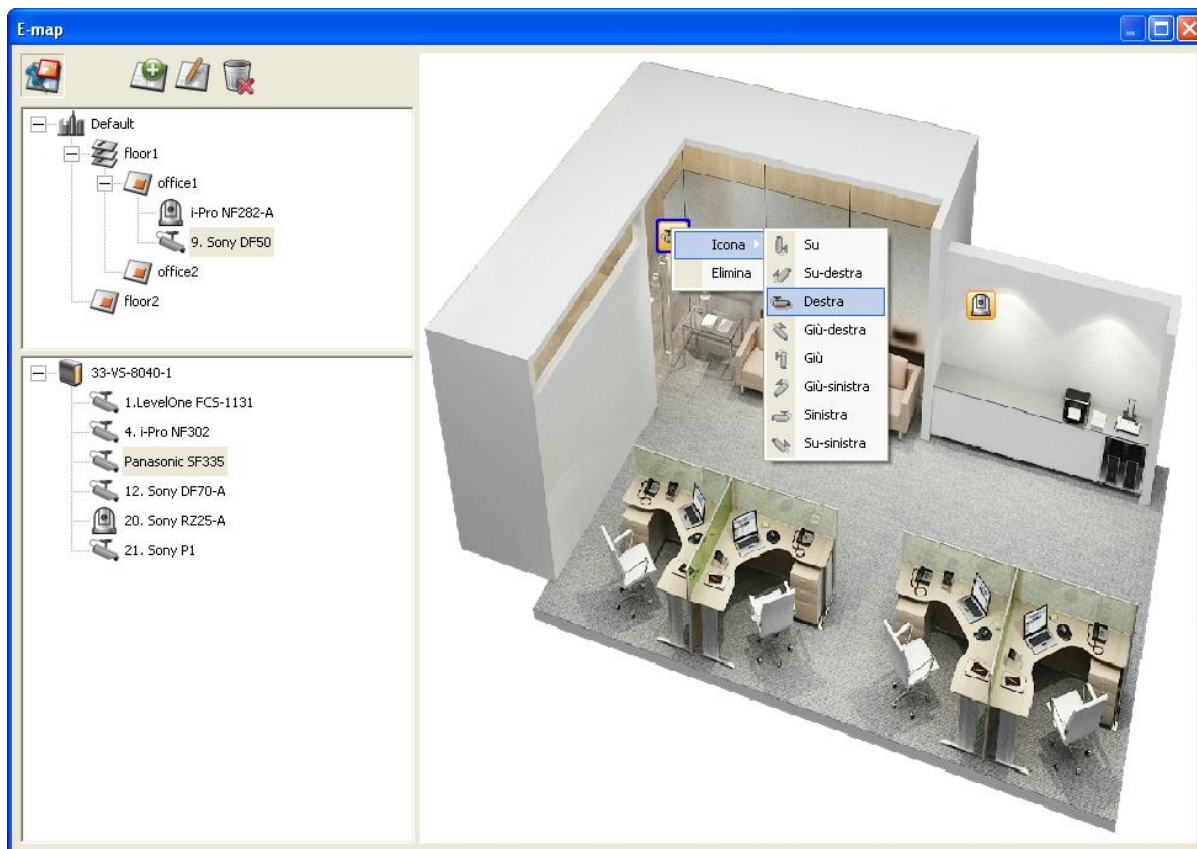 E-map
Default
floor1
office1
i-Pro NF282-A
9. Sony DF50
office2
floor2
33-VS-8040-1
1.LevelOne FCS-1131
4. i-Pro NF302
Panasonic SF335
12. Sony DF70-A
20. Sony RZ25-A
21. Sony P1
Icona
Elimina
Su
Su-destra
Destra
Giù-destra
Giù
Giù-sinistra
Sinistra
Su-sinistra